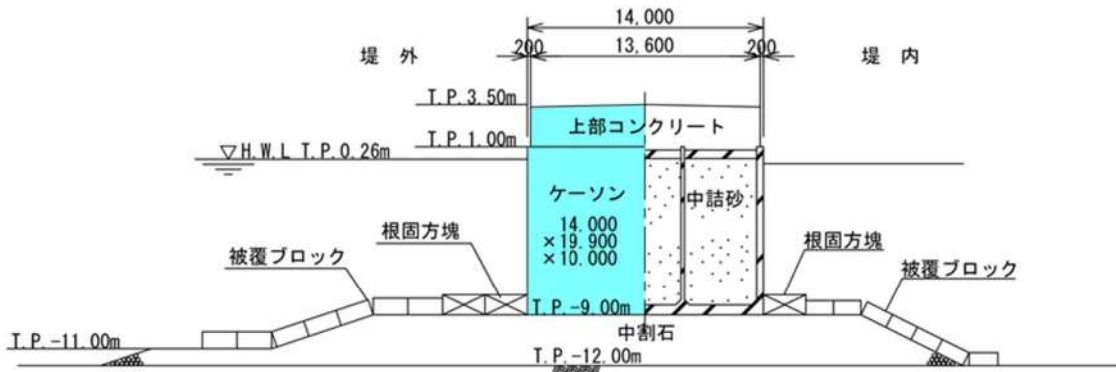 14,000
200 13,600 200
堤 外
堤 内
T.P.3.50m
上部コンクリート
T.P.1.00m
▽H.W.L T.P.0.26m
ケーソン
14.000
×19.900
×10.000
中詰砂
根固方塊
被覆ブロック
根固方塊
被覆ブロック
T.P.-9.00m
中割石
T.P.-11.00m
T.P.-12.00m